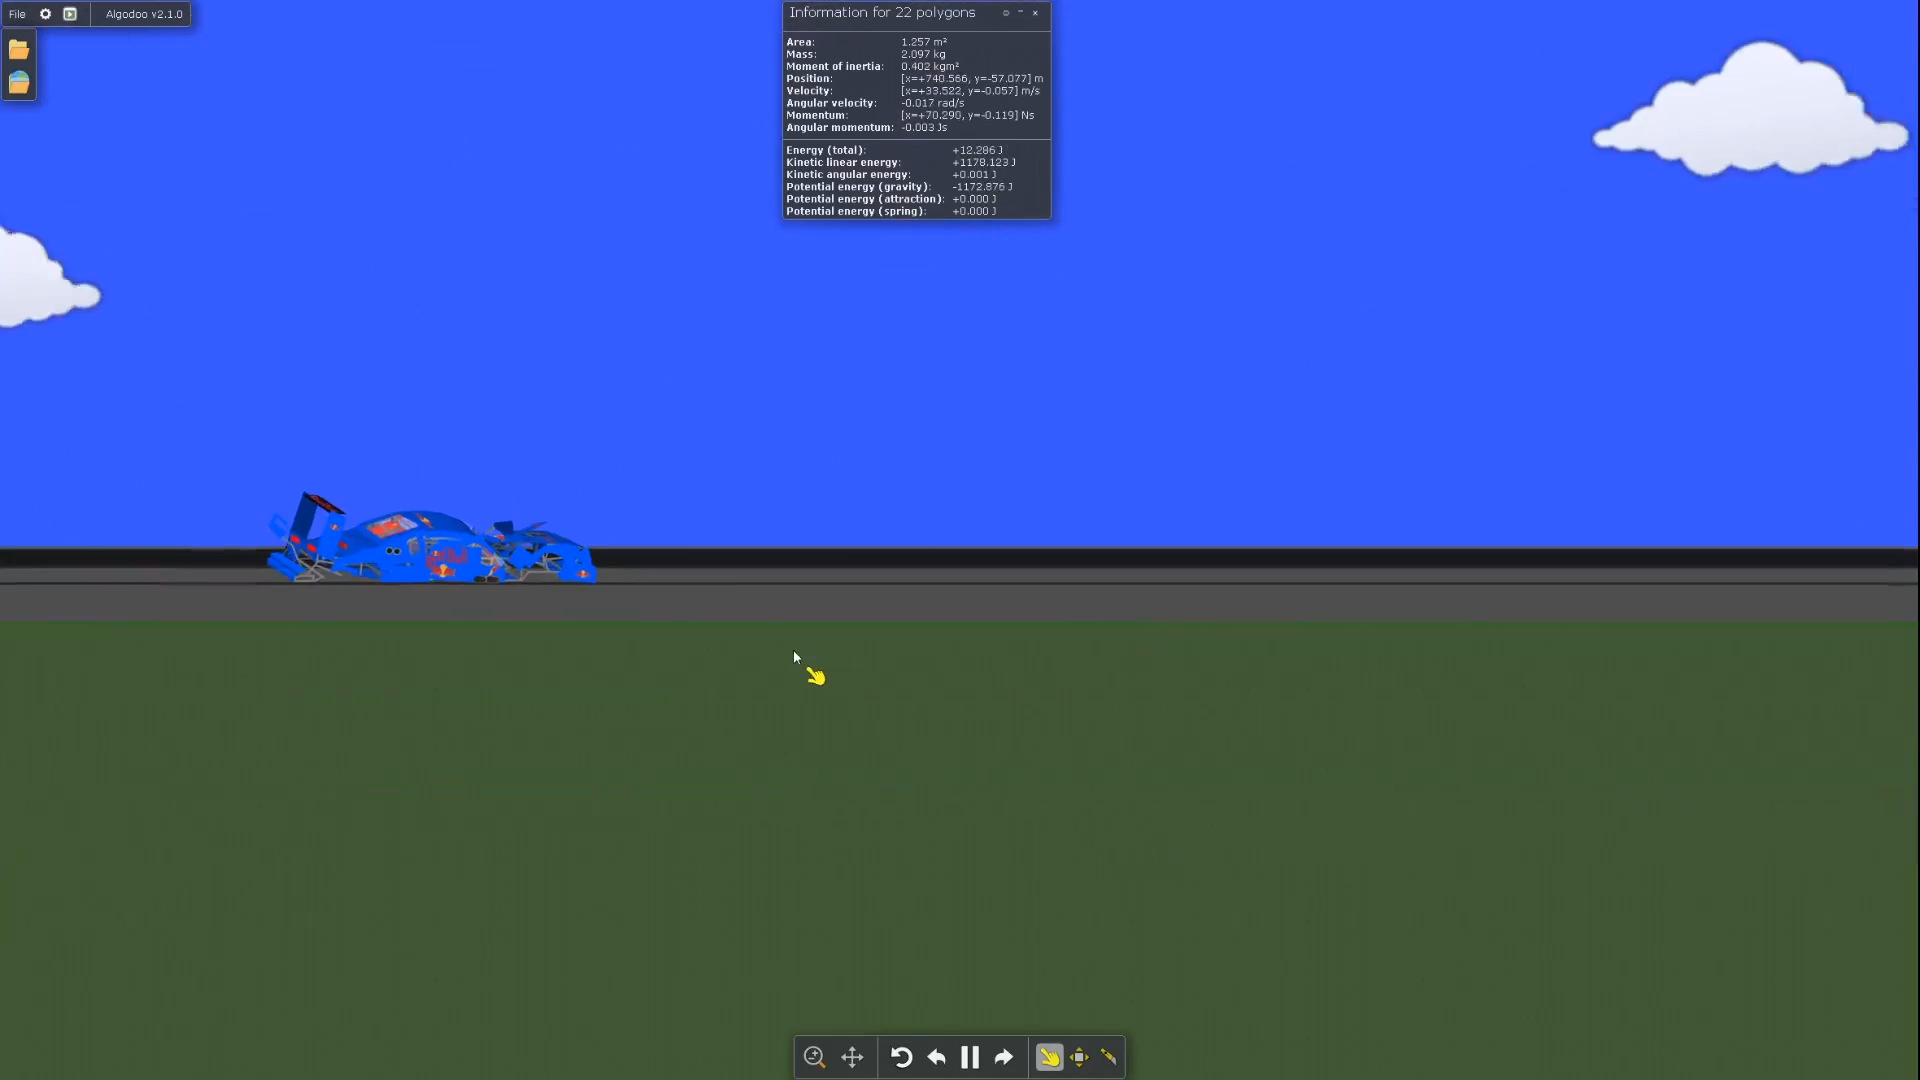 File
Algodoo v2.1.0
Information for 22 polygons
Area: 1.257 m²
Mass: 2.097 kg
Moment of inertia: 0.402 kgm²
Position: [x=+740.566, y=-57.077] m
Velocity: [x=+33.522, y=-0.057] m/s
Angular velocity: -0.017 rad/s
Momentum: [x=+70.290, y=-0.119] Ns
Angular momentum: -0.003 Js
Energy (total): +12.286 J
Kinetic linear energy: +1178.123 J
Kinetic angular energy: +0.001 J
Potential energy (gravity): -1172.876 J
Potential energy (attraction): +0.000 J
Potential energy (spring): +0.000 J